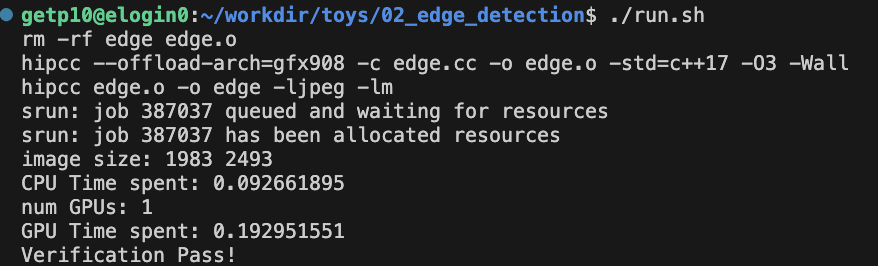 getp10@elogin0:~/workdir/toys/02_edge_detection$ ./run.sh
rm -rf edge edge.o
hipcc --offload-arch=gfx908 -c edge.cc -o edge.o -std=c++17 -O3 -Wall
hipcc edge.o -o edge -ljpeg -lm
srun: job 387037 queued and waiting for resources
srun: job 387037 has been allocated resources
image size: 1983 2493
CPU Time spent: 0.092661895
num GPUs: 1
GPU Time spent: 0.192951551
Verification Pass!